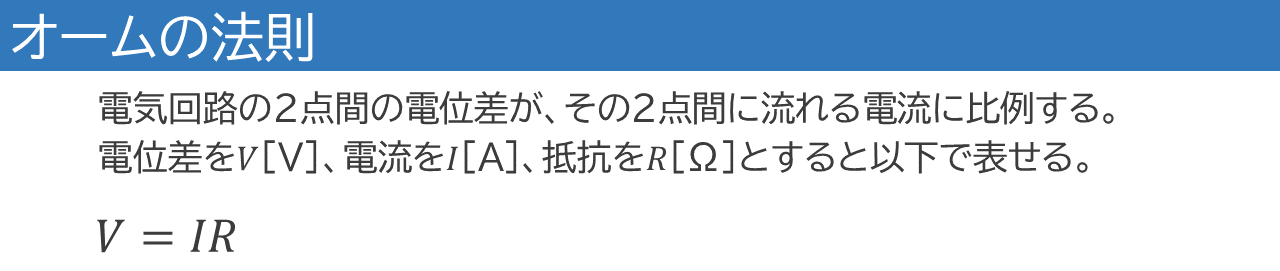 オームの法則
電気回路の２点間の電位差が、その２点間に流れる電流に比例する。
電位差をV[V]、電流をI[A]、抵抗をR[Ω]とすると以下で表せる。
V = IR